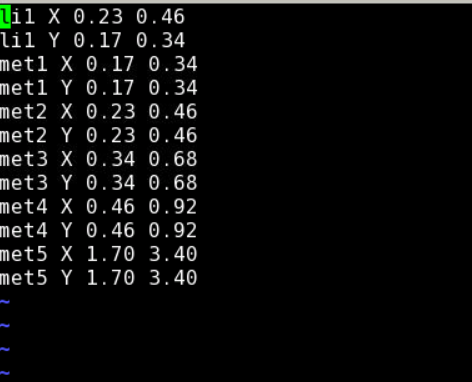 li1 X 0.23 0.46
li1 Y 0.17 0.34
met1 X 0.17 0.34
met1 Y 0.17 0.34
met2 X 0.23 0.46
met2 Y 0.23 0.46
met3 X 0.34 0.68
met3 Y 0.34 0.68
met4 X 0.46 0.92
met4 Y 0.46 0.92
met5 X 1.70 3.40
met5 Y 1.70 3.40
~
~
~
~